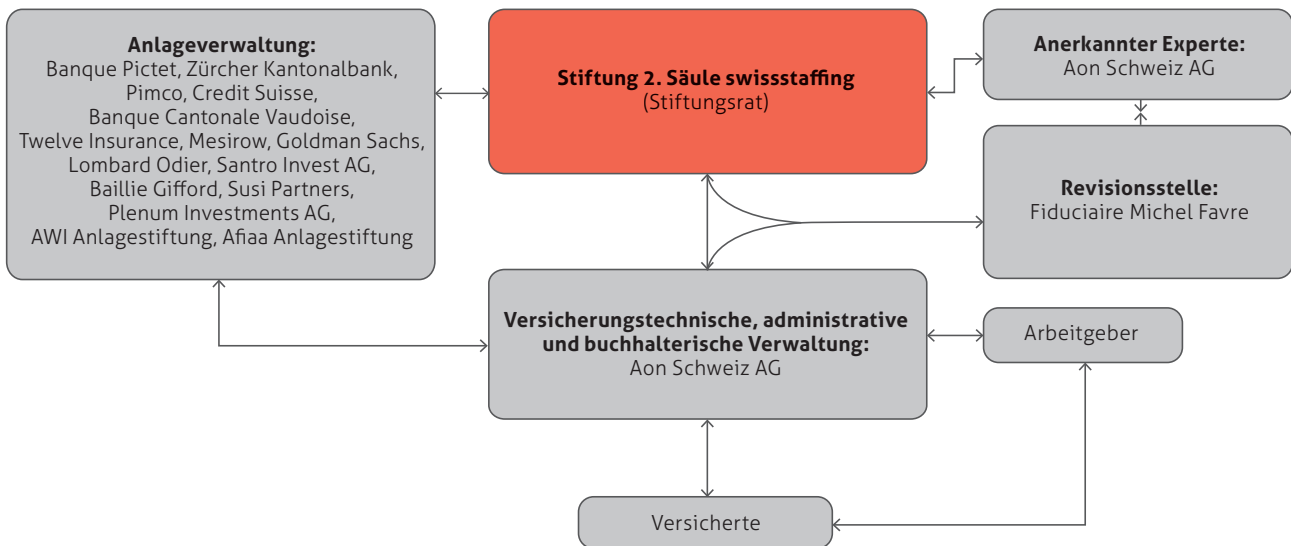 Anlageverwaltung:
Banque Pictet, Zürcher Kantonalbank,
Pimco, Credit Suisse,
Banque Cantonale Vaudoise,
Twelve Insurance, Mesirow, Goldman Sachs,
Lombard Odier, Santro Invest AG,
Baillie Gifford, Susi Partners,
Plenum Investments AG,
AWI Anlagestiftung, Afiaa Anlagestiftung
Stiftung 2. Säule swissstaffing
(Stiftungsrat)
Anerkannter Experte:
Aon Schweiz AG
Revisionsstelle:
Fiduciaire Michel Favre
Versicherungstechnische, administrative
und buchhalterische Verwaltung:
Aon Schweiz AG
Arbeitgeber
Versicherte